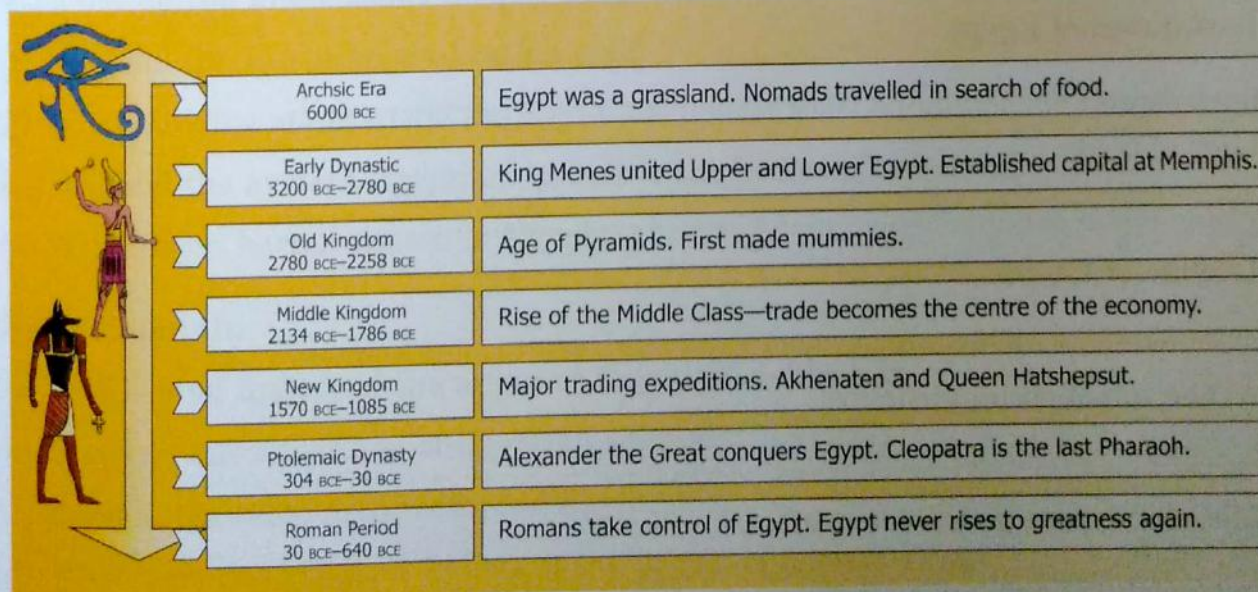 Archsic Era
6000 BCE
Egypt was a grassland. Nomads travelled in search of food.
Early Dynastic
3200 BCE–2780 BCE
King Menes united Upper and Lower Egypt. Established capital at Memphis.
Old Kingdom
2780 BCE–2258 BCE
Age of Pyramids. First made mummies.
Middle Kingdom
2134 BCE–1786 BCE
Rise of the Middle Class—trade becomes the centre of the economy.
New Kingdom
1570 BCE–1085 BCE
Major trading expeditions. Akhenaten and Queen Hatshepsut.
Ptolemaic Dynasty
304 BCE–30 BCE
Alexander the Great conquers Egypt. Cleopatra is the last Pharaoh.
Roman Period
30 BCE–640 BCE
Romans take control of Egypt. Egypt never rises to greatness again.